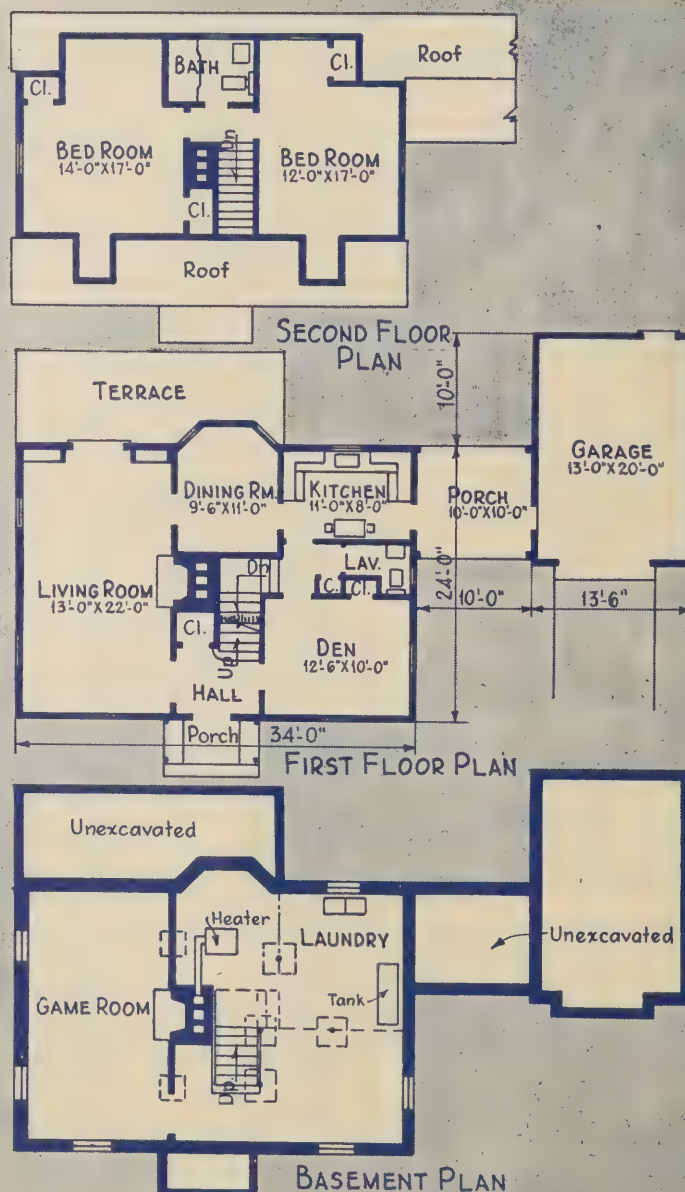 BATH
Cl.
Roof
Cl.
BED ROOM
14'-0"X17'-0"
Dn
BED ROOM
12'-0"X17'-0"
Cl.
Roof
SECOND FLOOR
PLAN
TERRACE
10'-0"
GARAGE
13'-0"X20'-0"
DINING RM.
9'-6"X11'-0"
KITCHEN
11'-0"X8'-0"
PORCH
10'-0"X10'-0"
24'-0"
LIVING ROOM
13'-0"X22'-0"
Dn
LAV.
C.
Cl.
10'-0"
13'-6"
Cl.
Up
DEN
12'-6"X10'-0"
HALL
Porch
34'-0"
FIRST FLOOR PLAN
Unexcavated
Heater
LAUNDRY
Unexcavated
GAME ROOM
Tank
Up
BASEMENT PLAN